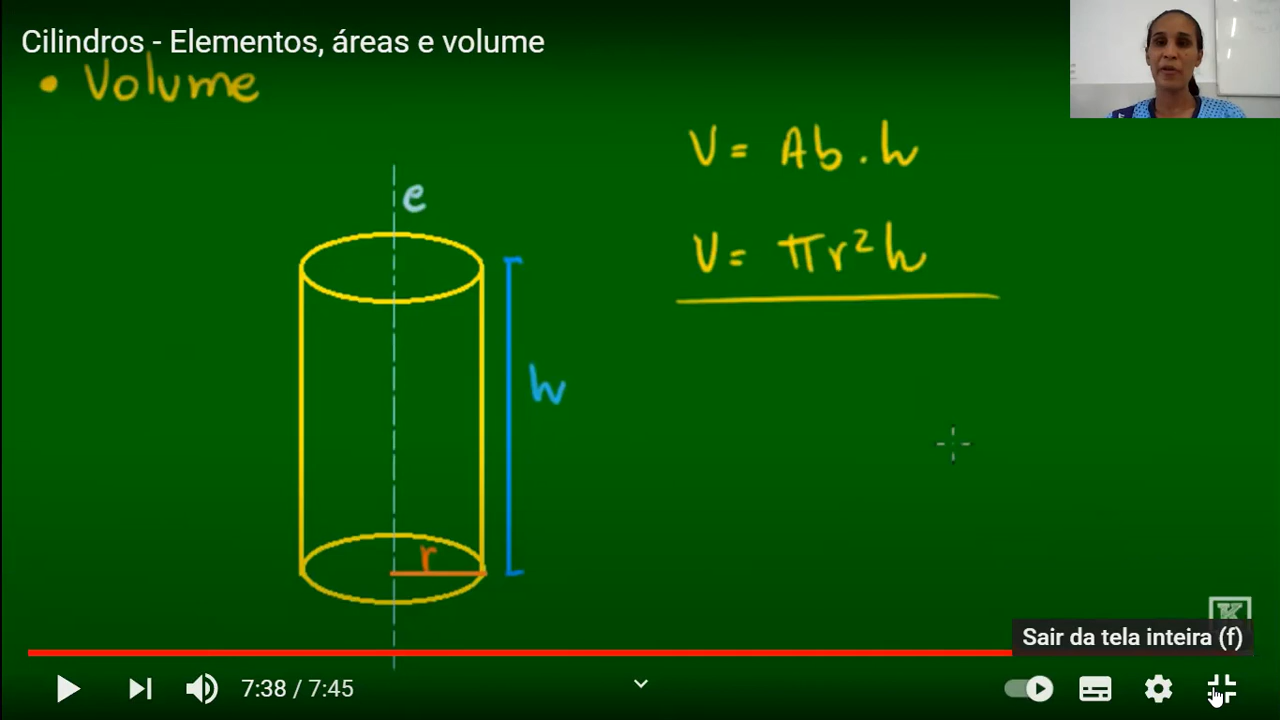 Cilindros - Elementos, áreas e volume
• Volume
V = Ab . h
e
V = πr²h
h
r
K
Sair da tela inteira (f)
7:38 / 7:45